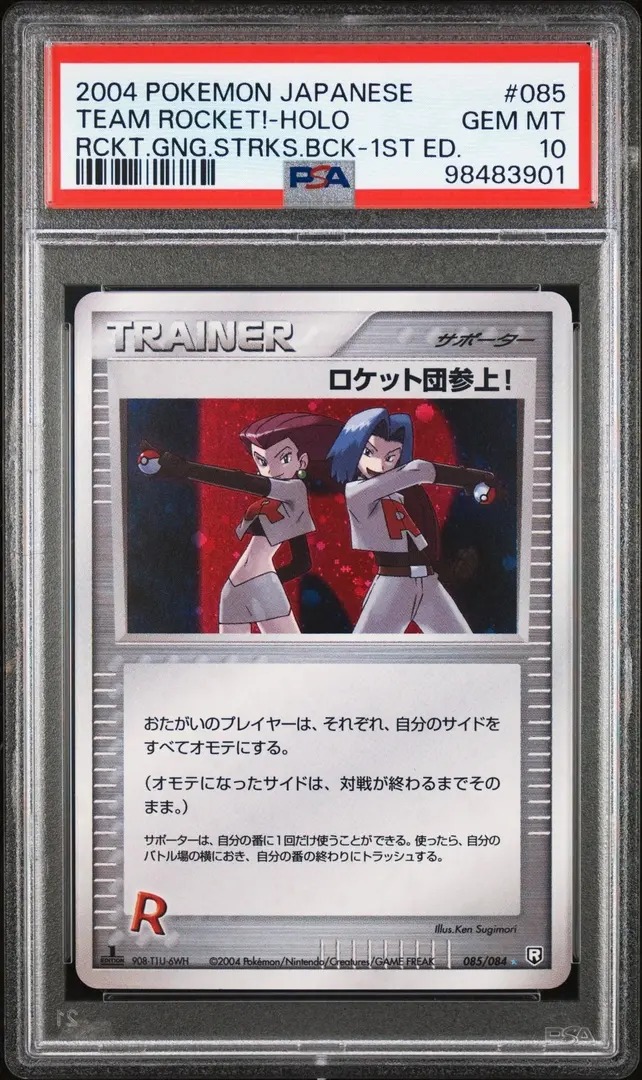 2004 POKEMON JAPANESE #085
TEAM ROCKET!-HOLO GEM MT
RCKT.GNG.STRKS.BCK-1ST ED. 10
PSA 98483901
TRAINER サポーター
ロケット団参上!
R R
おたがいのプレイヤーは、それぞれ、自分のサイドを
すべてオモテにする。
(オモテになったサイドは、対戦が終わるまでその
まま。)
サポーターは、自分の番に1回だけ使うことができる。使ったら、自分の
バトル場の横におき、自分の番の終わりにトラッシュする。
R
Illus.Ken Sugimori
1 EDITION 908-T1U-6WH ©2004 Pokémon/Nintendo/Creatures/GAME FREAK 085/084 ★ R
21 PSA